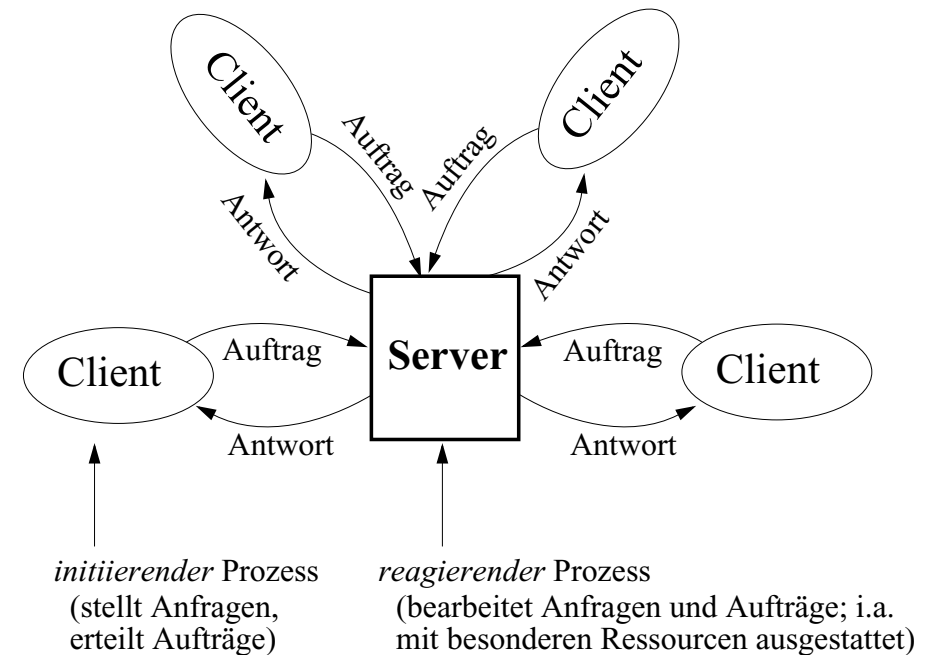 Client
Client
Auftrag
Auftrag
Antwort
Antwort
Client
Auftrag
Server
Auftrag
Client
Antwort
Antwort
initiierender Prozess
(stellt Anfragen,
erteilt Aufträge)
reagierender Prozess
(bearbeitet Anfragen und Aufträge; i.a.
mit besonderen Ressourcen ausgestattet)